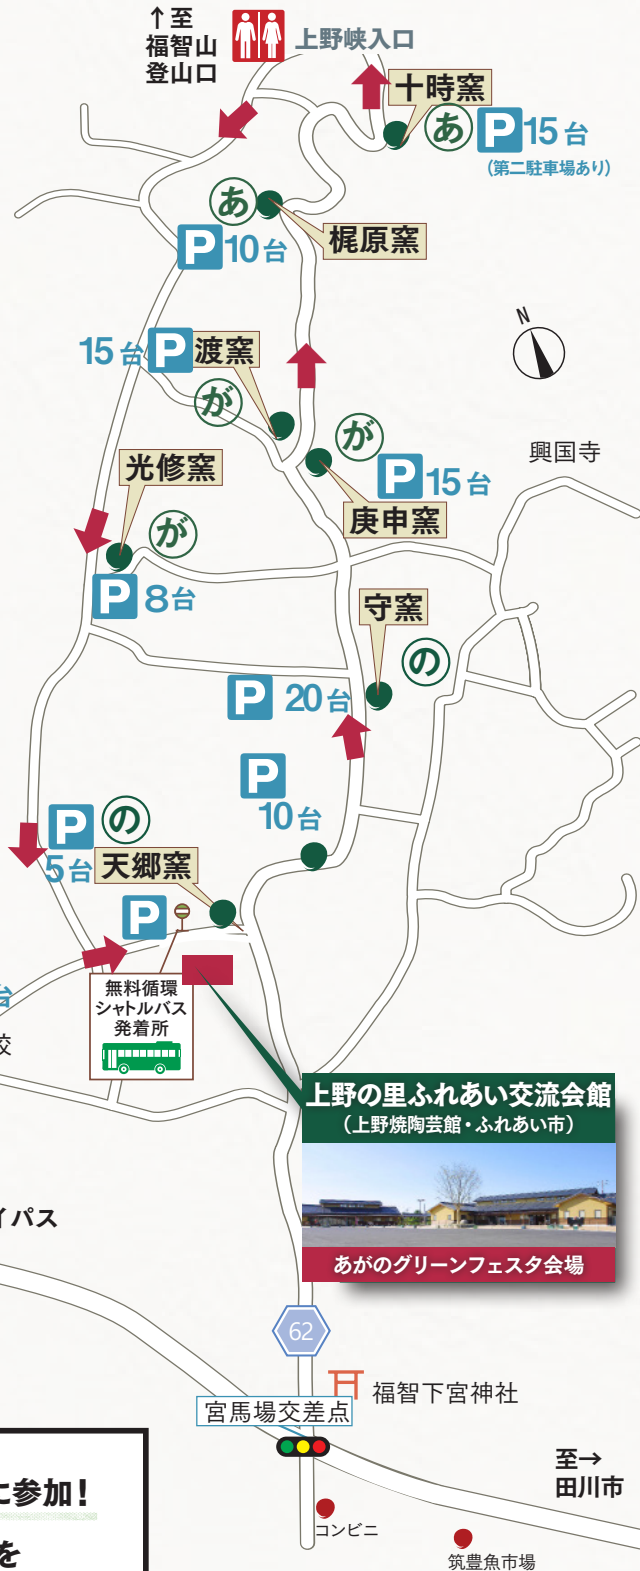 ↑至
福智山
登山口
上野峡入口
十時窯
あ
P 15台
(第二駐車場あり)
あ
P 10台
梶原窯
N
15台 P
渡窯
が
が
興国寺
光修窯
P 15台
が
庚申窯
P 8台
守窯
の
P 20台
P
10台
P
の
5台
天郷窯
P
無料循環
シャトルバス
発着所
台
校
上野の里ふれあい交流会館
(上野焼陶芸館・ふれあい市)
あがのグリーンフェスタ会場
イパス
62
福智下宮神社
宮馬場交差点
至→
田川市
に参加!
コンビニ
を
筑豊魚市場